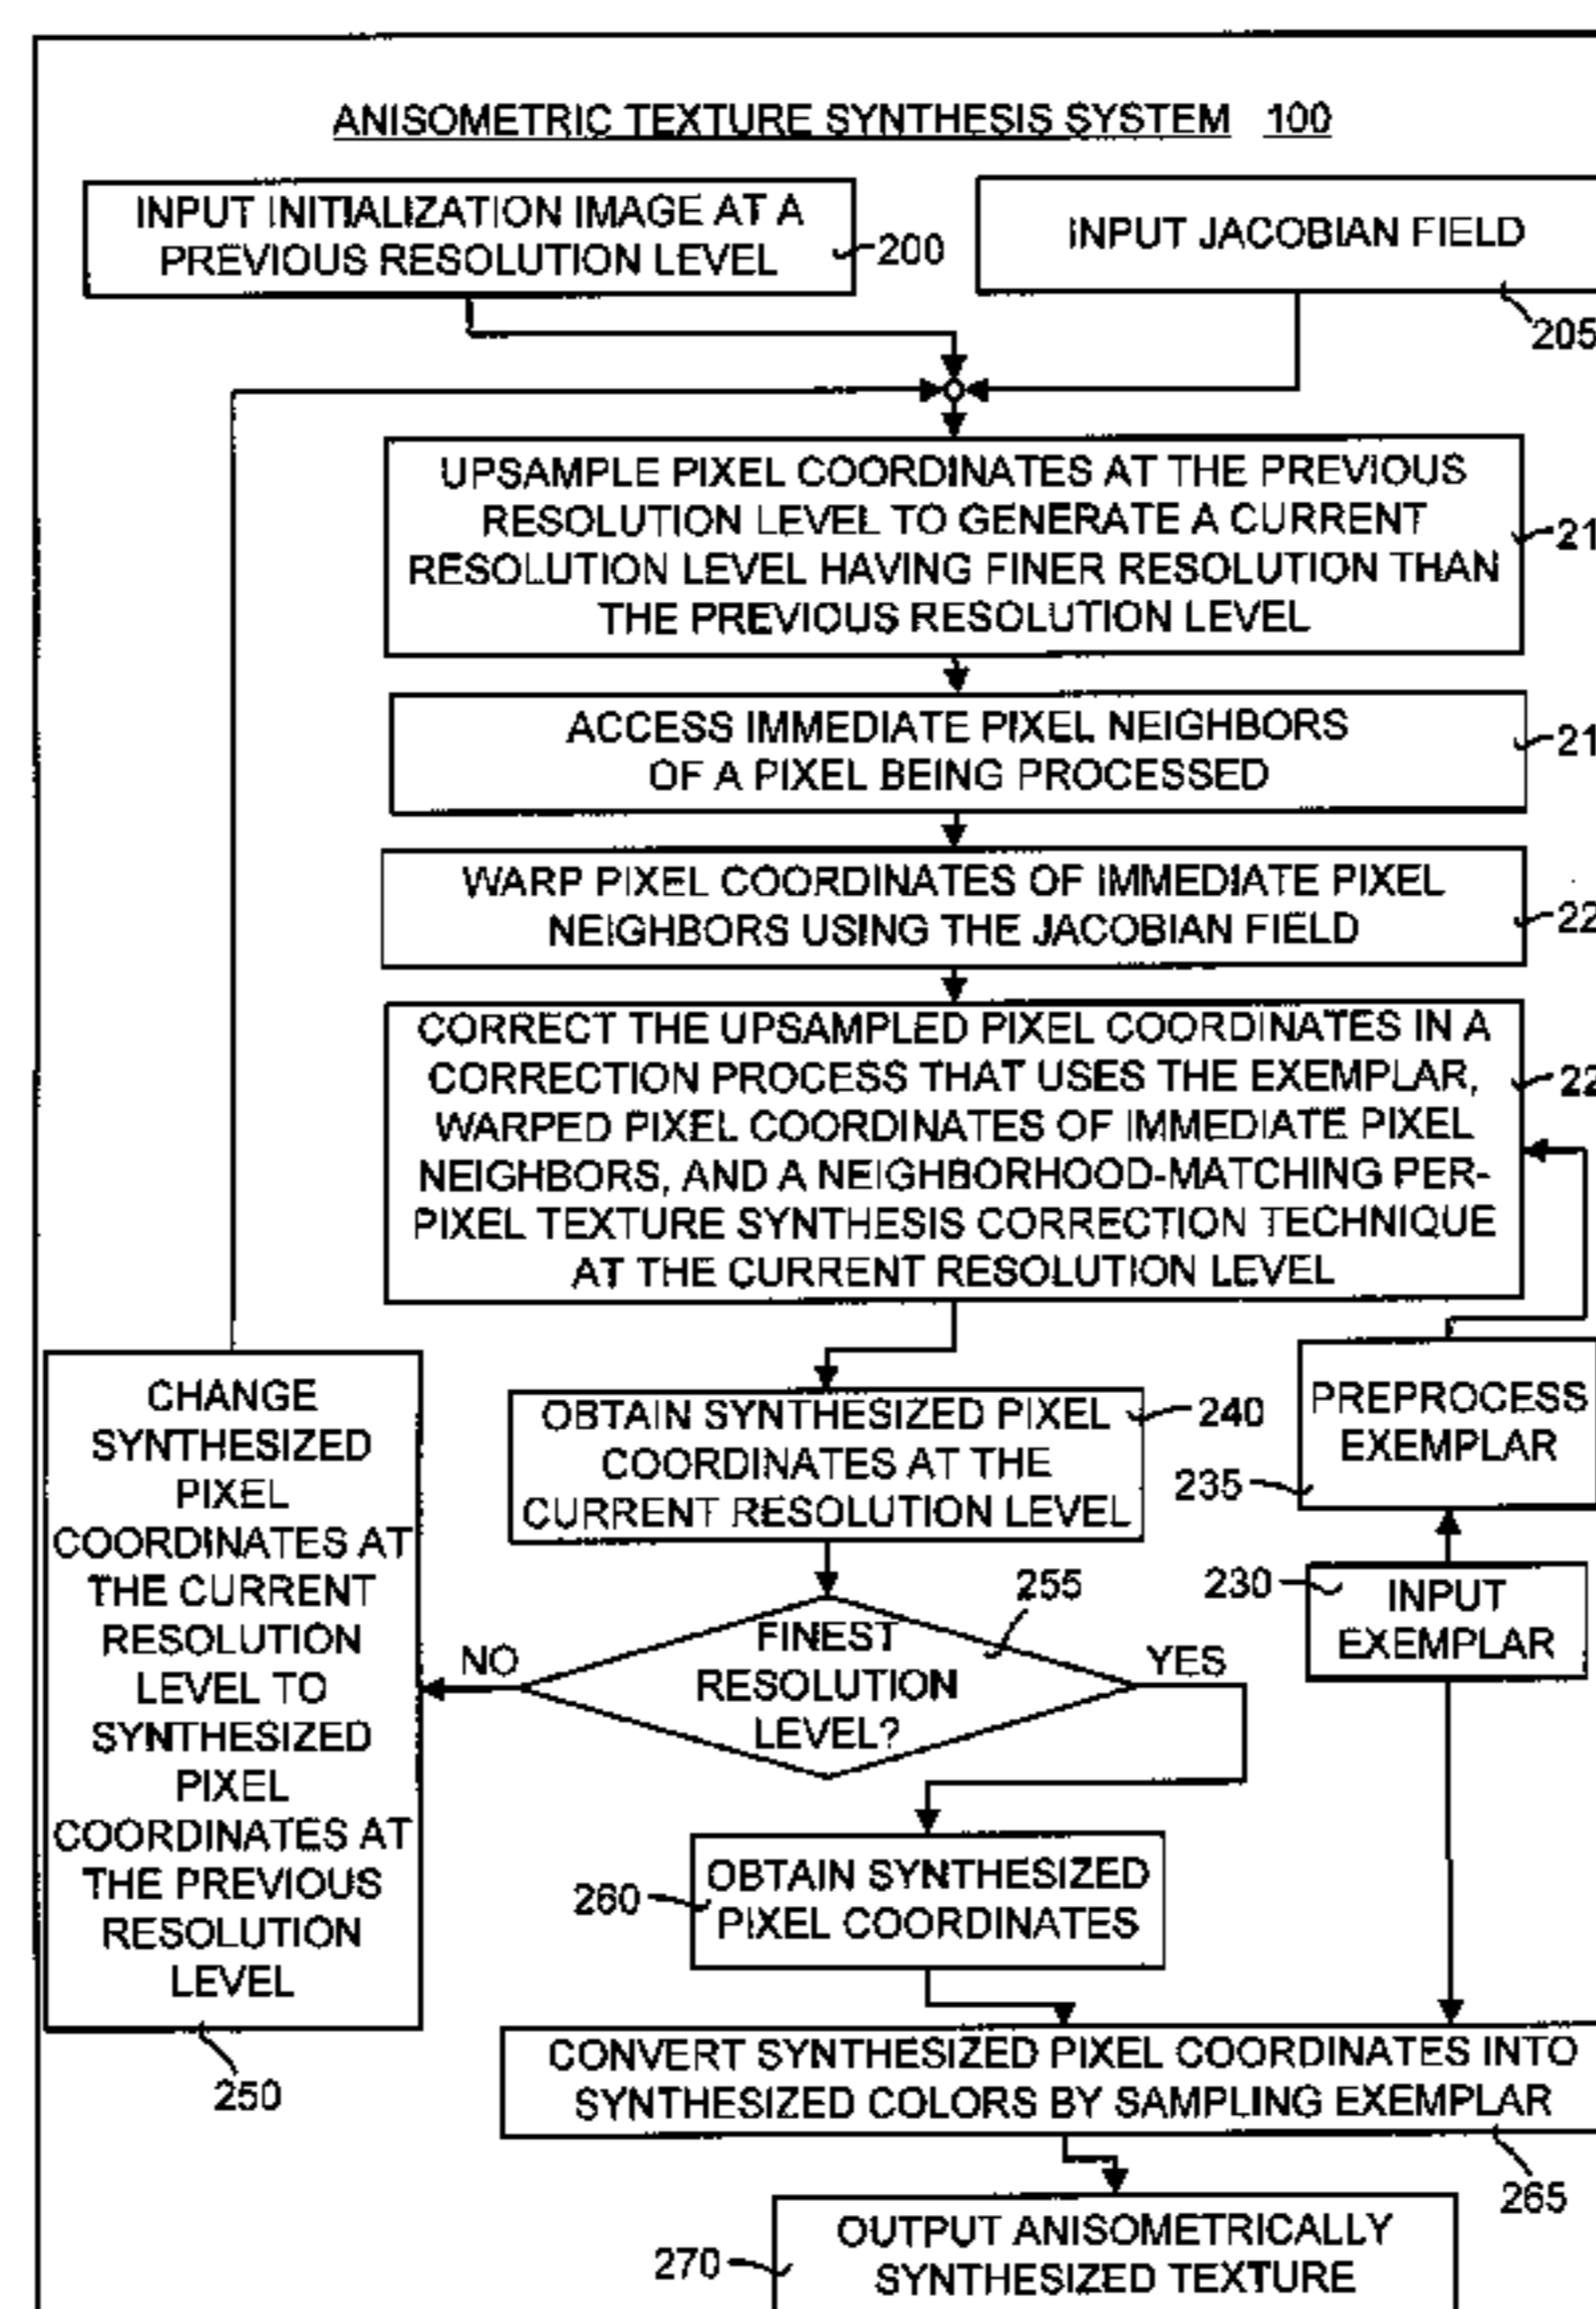 ANISOMETRIC TEXTURE SYNTHESIS SYSTEM 100
INPUT INITIALIZATION IMAGE AT A
PREVIOUS RESOLUTION LEVEL
200
INPUT JACOBIAN FIELD
205
UPSAMPLE PIXEL COORDINATES AT THE PREVIOUS
RESOLUTION LEVEL TO GENERATE A CURRENT
RESOLUTION LEVEL HAVING FINER RESOLUTION THAN
THE PREVIOUS RESOLUTION LEVEL
21
ACCESS IMMEDIATE PIXEL NEIGHBORS
OF A PIXEL BEING PROCESSED
21
WARP PIXEL COORDINATES OF IMMEDIATE PIXEL
NEIGHBORS USING THE JACOBIAN FIELD
22
CORRECT THE UPSAMPLED PIXEL COORDINATES IN A
CORRECTION PROCESS THAT USES THE EXEMPLAR,
WARPED PIXEL COORDINATES OF IMMEDIATE PIXEL
NEIGHBORS, AND A NEIGHBORHOOD-MATCHING PER-
PIXEL TEXTURE SYNTHESIS CORRECTION TECHNIQUE
AT THE CURRENT RESOLUTION LEVEL
22
CHANGE
SYNTHESIZED
PIXEL
COORDINATES AT
THE CURRENT
RESOLUTION
LEVEL TO
SYNTHESIZED
PIXEL
COORDINATES AT
THE PREVIOUS
RESOLUTION
LEVEL
250
OBTAIN SYNTHESIZED PIXEL
COORDINATES AT THE
CURRENT RESOLUTION LEVEL
240
PREPROCESS
EXEMPLAR
235
INPUT
EXEMPLAR
230
FINEST
RESOLUTION
LEVEL?
255
NO
YES
OBTAIN SYNTHESIZED
PIXEL COORDINATES
260
CONVERT SYNTHESIZED PIXEL COORDINATES INTO
SYNTHESIZED COLORS BY SAMPLING EXEMPLAR
265
OUTPUT ANISOMETRICALLY
SYNTHESIZED TEXTURE
270